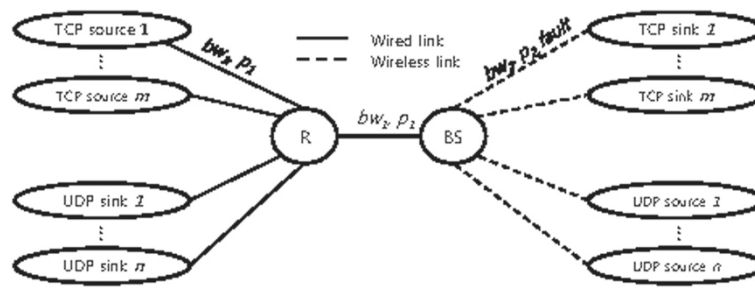 TCP source 1
⋮
TCP source m
UDP sink 1
⋮
UDP sink n
bw₂, p₁
Wired link
Wireless link
R
bw₁, p₁
BS
bw₃, p₂, fault
TCP sink 1
⋮
TCP sink m
UDP source 1
⋮
UDP source n